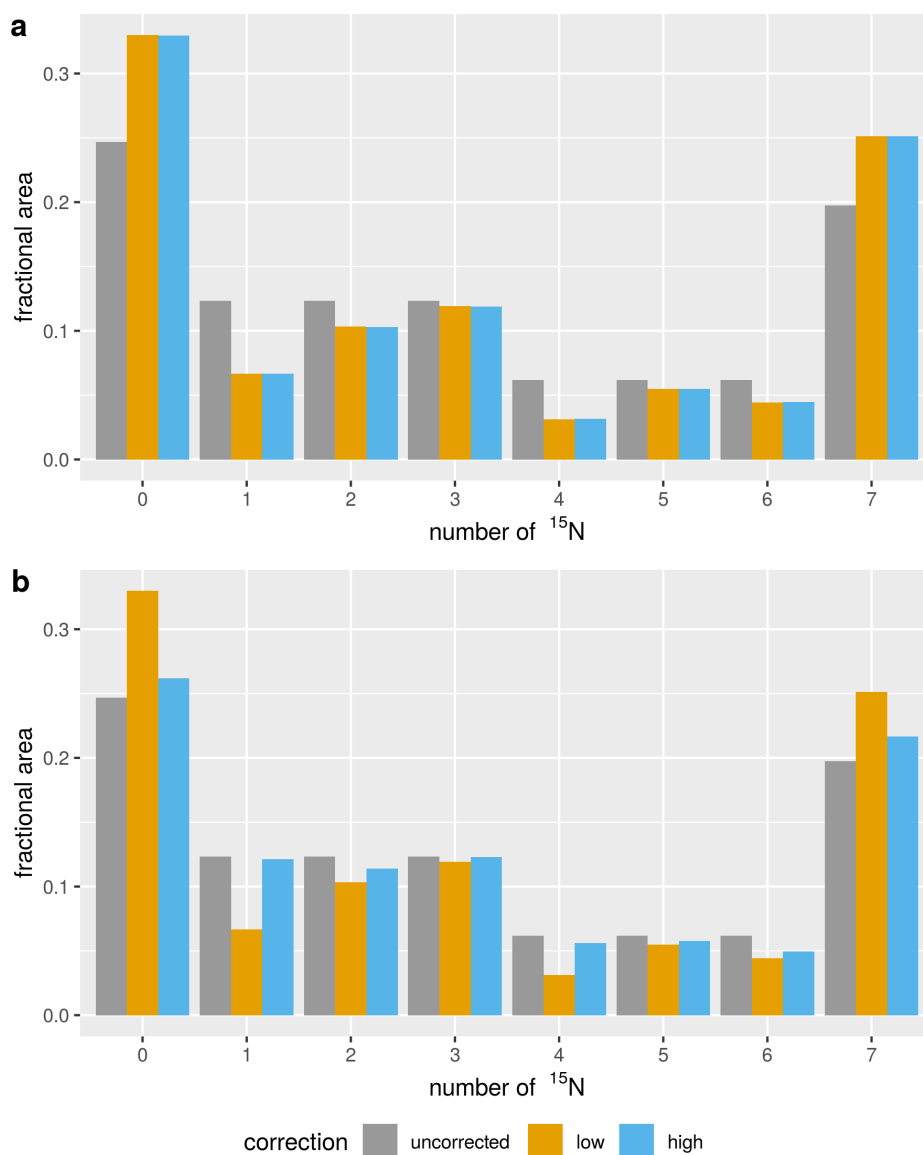 a
fractional area
0.3
0.2
0.1
0.0
0 1 2 3 4 5 6 7
number of ¹⁵N
b
fractional area
0.3
0.2
0.1
0.0
0 1 2 3 4 5 6 7
number of ¹⁵N
correction uncorrected low high